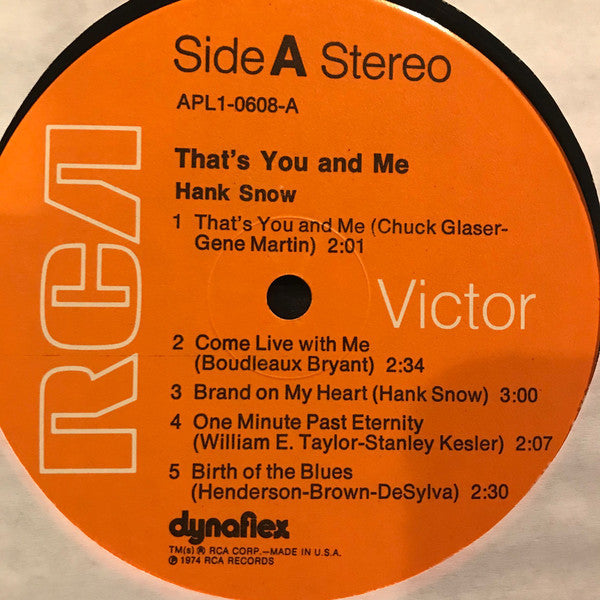 Side A Stereo
APL1-0608-A
That's You and Me
Hank Snow
1 That's You and Me (Chuck Glaser-
Gene Martin) 2:01
RCA
Victor
2 Come Live with Me
(Boudleaux Bryant) 2:34
3 Brand on My Heart (Hank Snow) 3:00
4 One Minute Past Eternity
(William E. Taylor-Stanley Kesler) 2:07
5 Birth of the Blues
(Henderson-Brown-DeSylva) 2:30
dynaflex
TM(s) ® RCA CORP.—MADE IN U.S.A.
℗ 1974 RCA RECORDS